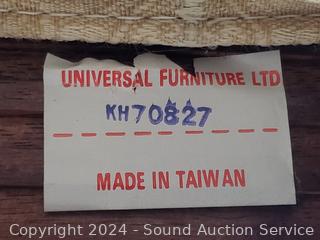 UNIVERSAL FURNITURE LTD
KH70827
MADE IN TAIWAN
Copyright 2024 - Sound Auction Service